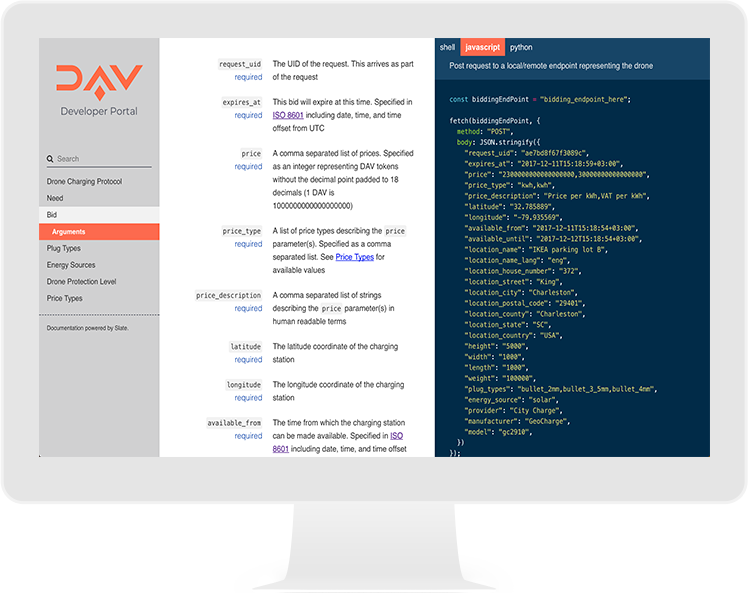 DAV
Developer Portal
Search
Drone Charging Protocol
Need
Bid
Arguments
Plug Types
Energy Sources
Drone Protection Level
Price Types
Documentation powered by Slate.
request_uid
required
The UID of the request. This arrives as part
of the request
expires_at
required
This bid will expire at this time. Specified in
ISO 8601 including date, time, and time
offset from UTC
price
required
A comma separated list of prices. Specified
as an integer representing DAV tokens
without the decimal point padded to 18
decimals (1 DAV is
1000000000000000000)
price_type
required
A list of price types describing the price
parameter(s). Specified as a comma
separated list. See Price Types for
available values
price_description
required
A comma separated list of strings
describing the price parameter(s) in
human readable terms
latitude
required
The latitude coordinate of the charging
station
longitude
required
The longitude coordinate of the charging
station
available_from
required
The time from which the charging station
can be made available. Specified in ISO
8601 including date, time, and time offset
shell javascript python
Post request to a local/remote endpoint representing the drone
const biddingEndPoint = "bidding_endpoint_here";
fetch(biddingEndPoint, {
method: "POST",
body: JSON.stringify({
"request_uid": "ae7bd8f67f3089c",
"expires_at": "2017-12-11T15:18:59+03:00",
"price": "2300000000000000000,3000000000000000",
"price_type": "kwh,kwh",
"price_description": "Price per kWh,VAT per kWh",
"latitude": "32.785889",
"longitude": "-79.935569",
"available_from": "2017-12-11T15:18:54+03:00",
"available_until": "2017-12-12T15:18:54+03:00",
"location_name": "IKEA parking lot B",
"location_name_lang": "eng",
"location_house_number": "372",
"location_street": "King",
"location_city": "Charleston",
"location_postal_code": "29401",
"location_county": "Charleston",
"location_state": "SC",
"location_country": "USA",
"height": "5000",
"width": "1000",
"length": "1000",
"weight": "100000",
"plug_types": "bullet_2mm,bullet_3_5mm,bullet_4mm",
"energy_source": "solar",
"provider": "City Charge",
"manufacturer": "GeoCharge",
"model": "gc2910",
})
});